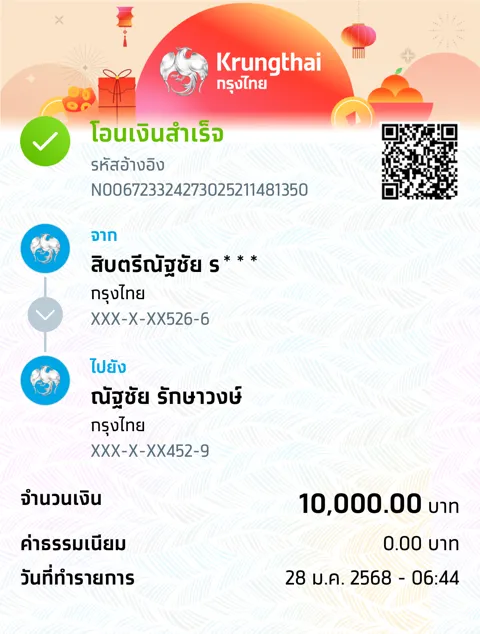 Krungthai
กรุงไทย
โอนเงินสำเร็จ
รหัสอ้างอิง
N006723324273025211481350
จาก
สิบตรีณัฐชัย ร***
กรุงไทย
XXX-X-XX526-6
ไปยัง
ณัฐชัย รักษาวงษ์
กรุงไทย
XXX-X-XX452-9
จำนวนเงิน 10,000.00 บาท
ค่าธรรมเนียม 0.00 บาท
วันที่ทำรายการ 28 ม.ค. 2568 - 06:44